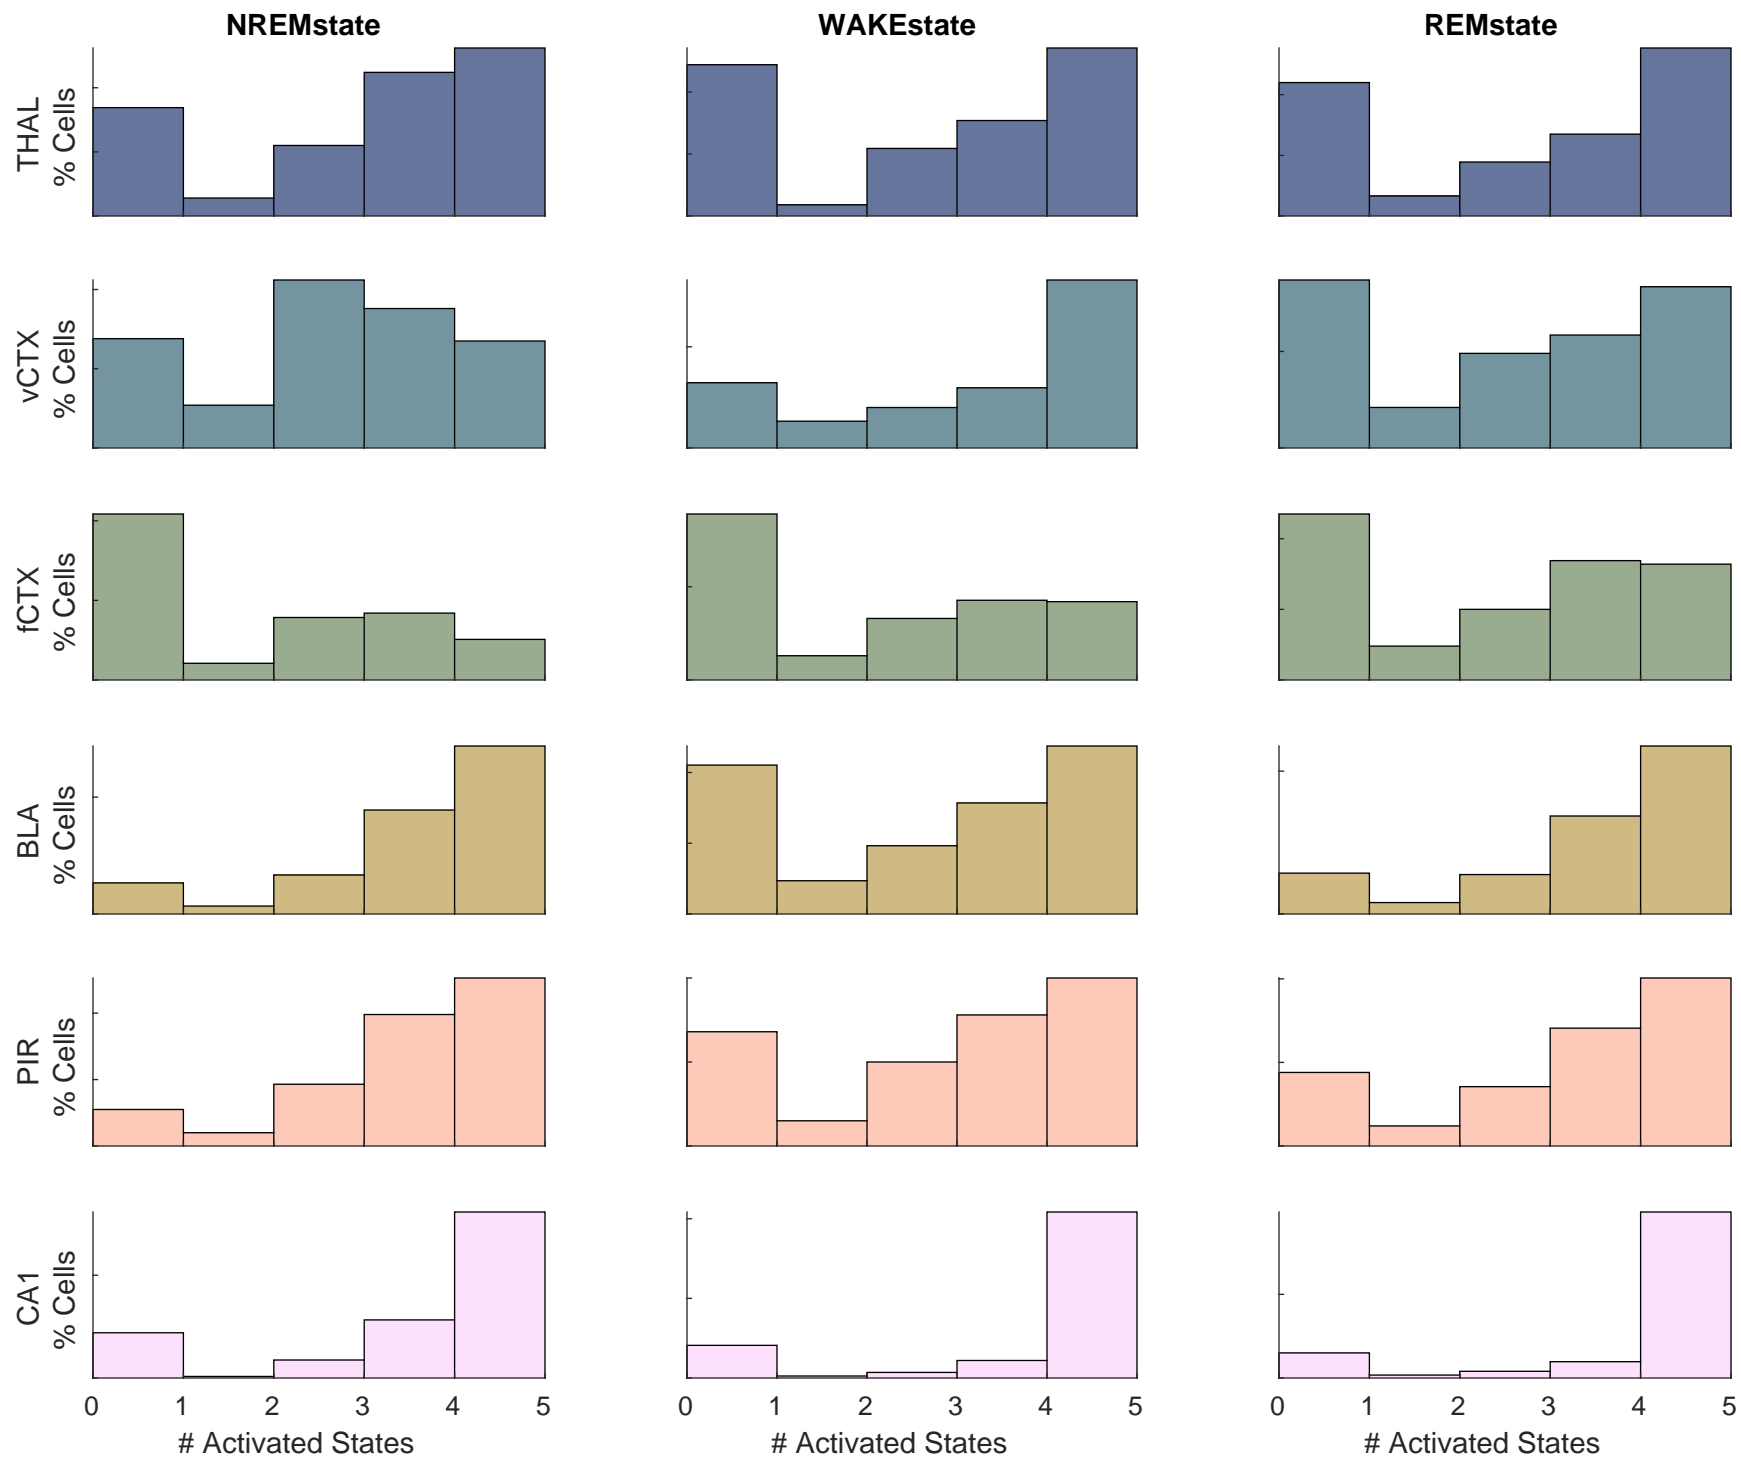 NREMstate WAKEstate REMstate
THAL
% Cells
vCTX
% Cells
fCTX
% Cells
BLA
% Cells
PIR
% Cells
CA1
% Cells
0 1 2 3 4 5 0 1 2 3 4 5 0 1 2 3 4 5
# Activated States # Activated States # Activated States